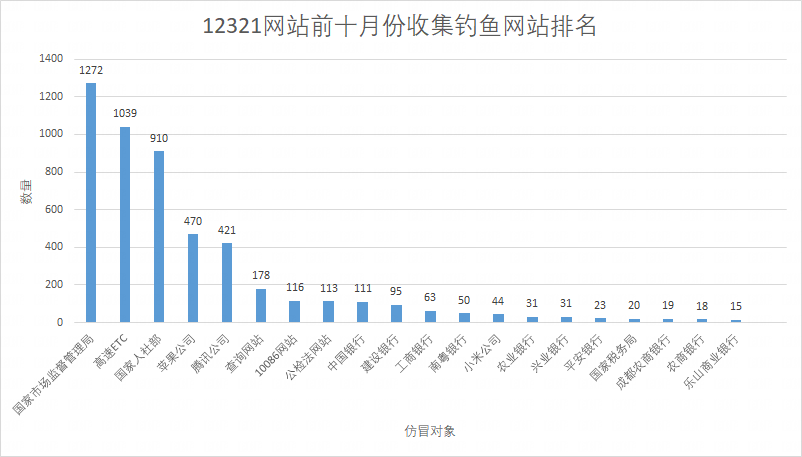 12321网站前十月份收集钓鱼网站排名
1400
1200
1000
800
600
400
200
0
数量
1272
1039
910
470
421
178
116
113
111
95
63
50
44
31
31
23
20
19
18
15
国家市场监督管理局
高速ETC
国家人社部
苹果公司
腾讯公司
查询网站
10086网站
公检法网站
中国银行
建设银行
工商银行
南粤银行
小米公司
农业银行
兴业银行
平安银行
国家税务局
成都农商银行
农商银行
乐山商业银行
仿冒对象